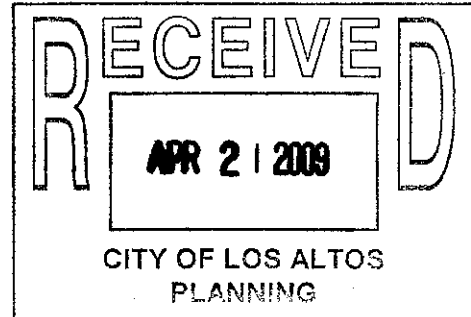 RECEIVED
APR 21 2009
CITY OF LOS ALTOS
PLANNING